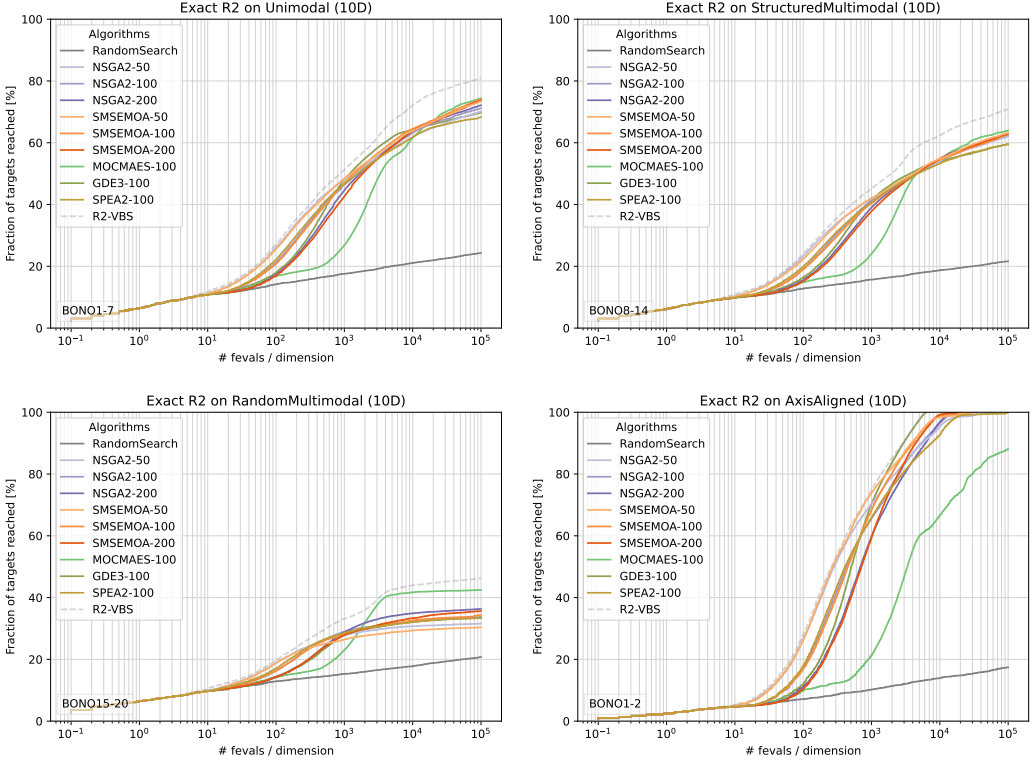 Exact R2 on Unimodal (10D)
Fraction of targets reached [%]
100
80
60
40
20
0
Algorithms
RandomSearch
NSGA2-50
NSGA2-100
NSGA2-200
SMSEMOA-50
SMSEMOA-100
SMSEMOA-200
MOCMAES-100
GDE3-100
SPEA2-100
R2-VBS
BONO1-7
10⁻¹ 10⁰ 10¹ 10² 10³ 10⁴ 10⁵
# fevals / dimension
Exact R2 on StructuredMultimodal (10D)
Fraction of targets reached [%]
100
80
60
40
20
0
Algorithms
RandomSearch
NSGA2-50
NSGA2-100
NSGA2-200
SMSEMOA-50
SMSEMOA-100
SMSEMOA-200
MOCMAES-100
GDE3-100
SPEA2-100
R2-VBS
BONO8-14
10⁻¹ 10⁰ 10¹ 10² 10³ 10⁴ 10⁵
# fevals / dimension
Exact R2 on RandomMultimodal (10D)
Fraction of targets reached [%]
100
80
60
40
20
0
Algorithms
RandomSearch
NSGA2-50
NSGA2-100
NSGA2-200
SMSEMOA-50
SMSEMOA-100
SMSEMOA-200
MOCMAES-100
GDE3-100
SPEA2-100
R2-VBS
BONO15-20
10⁻¹ 10⁰ 10¹ 10² 10³ 10⁴ 10⁵
# fevals / dimension
Exact R2 on AxisAligned (10D)
Fraction of targets reached [%]
100
80
60
40
20
0
Algorithms
RandomSearch
NSGA2-50
NSGA2-100
NSGA2-200
SMSEMOA-50
SMSEMOA-100
SMSEMOA-200
MOCMAES-100
GDE3-100
SPEA2-100
R2-VBS
BONO1-2
10⁻¹ 10⁰ 10¹ 10² 10³ 10⁴ 10⁵
# fevals / dimension